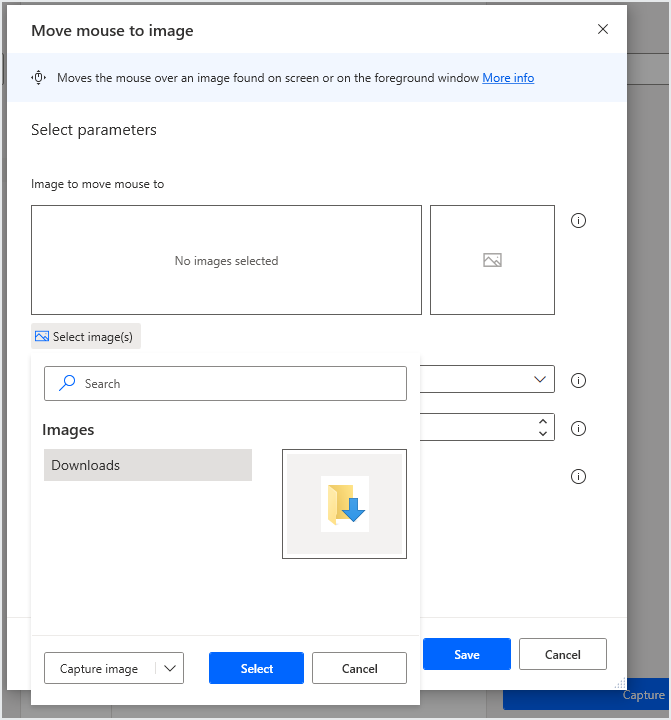 Move mouse to image
Moves the mouse over an image found on screen or on the foreground window More info
Select parameters
Image to move mouse to
No images selected
Select image(s)
Search
Images
Downloads
Capture image
Select
Cancel
Save
Cancel
Capture